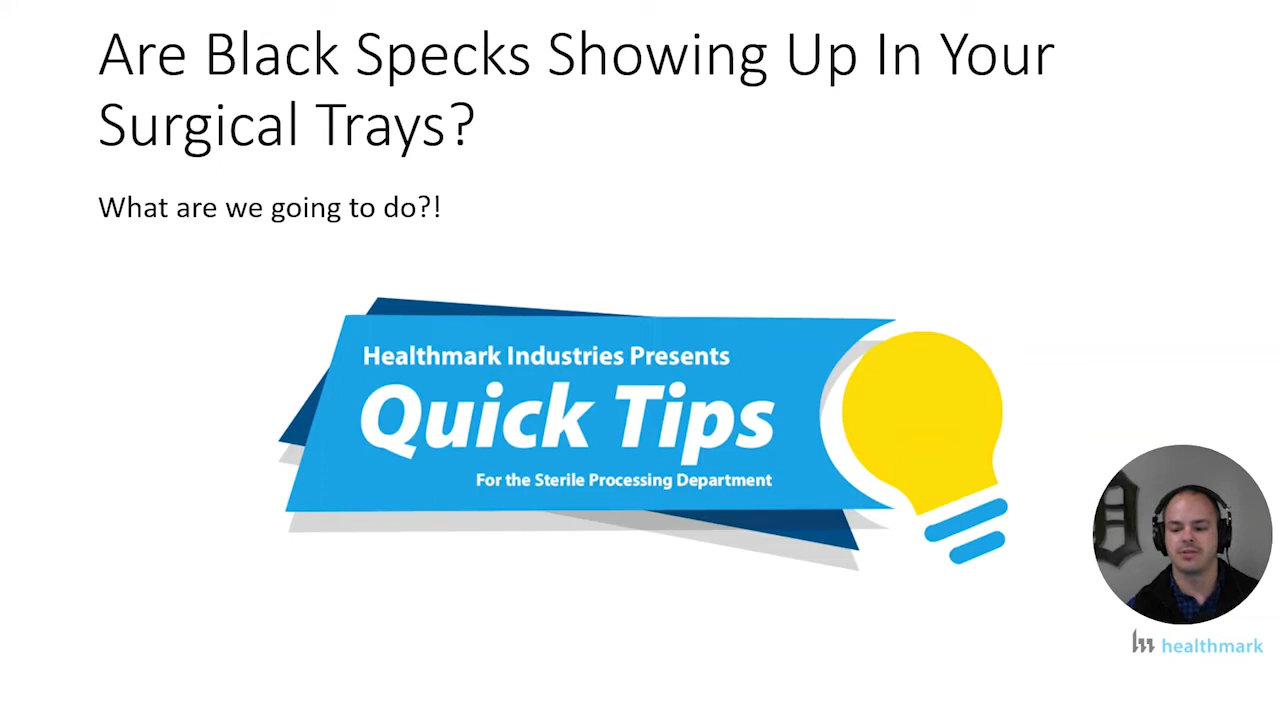 Are Black Specks Showing Up In Your
Surgical Trays?
What are we going to do?!
Healthmark Industries Presents
Quick Tips
For the Sterile Processing Department
healthmark